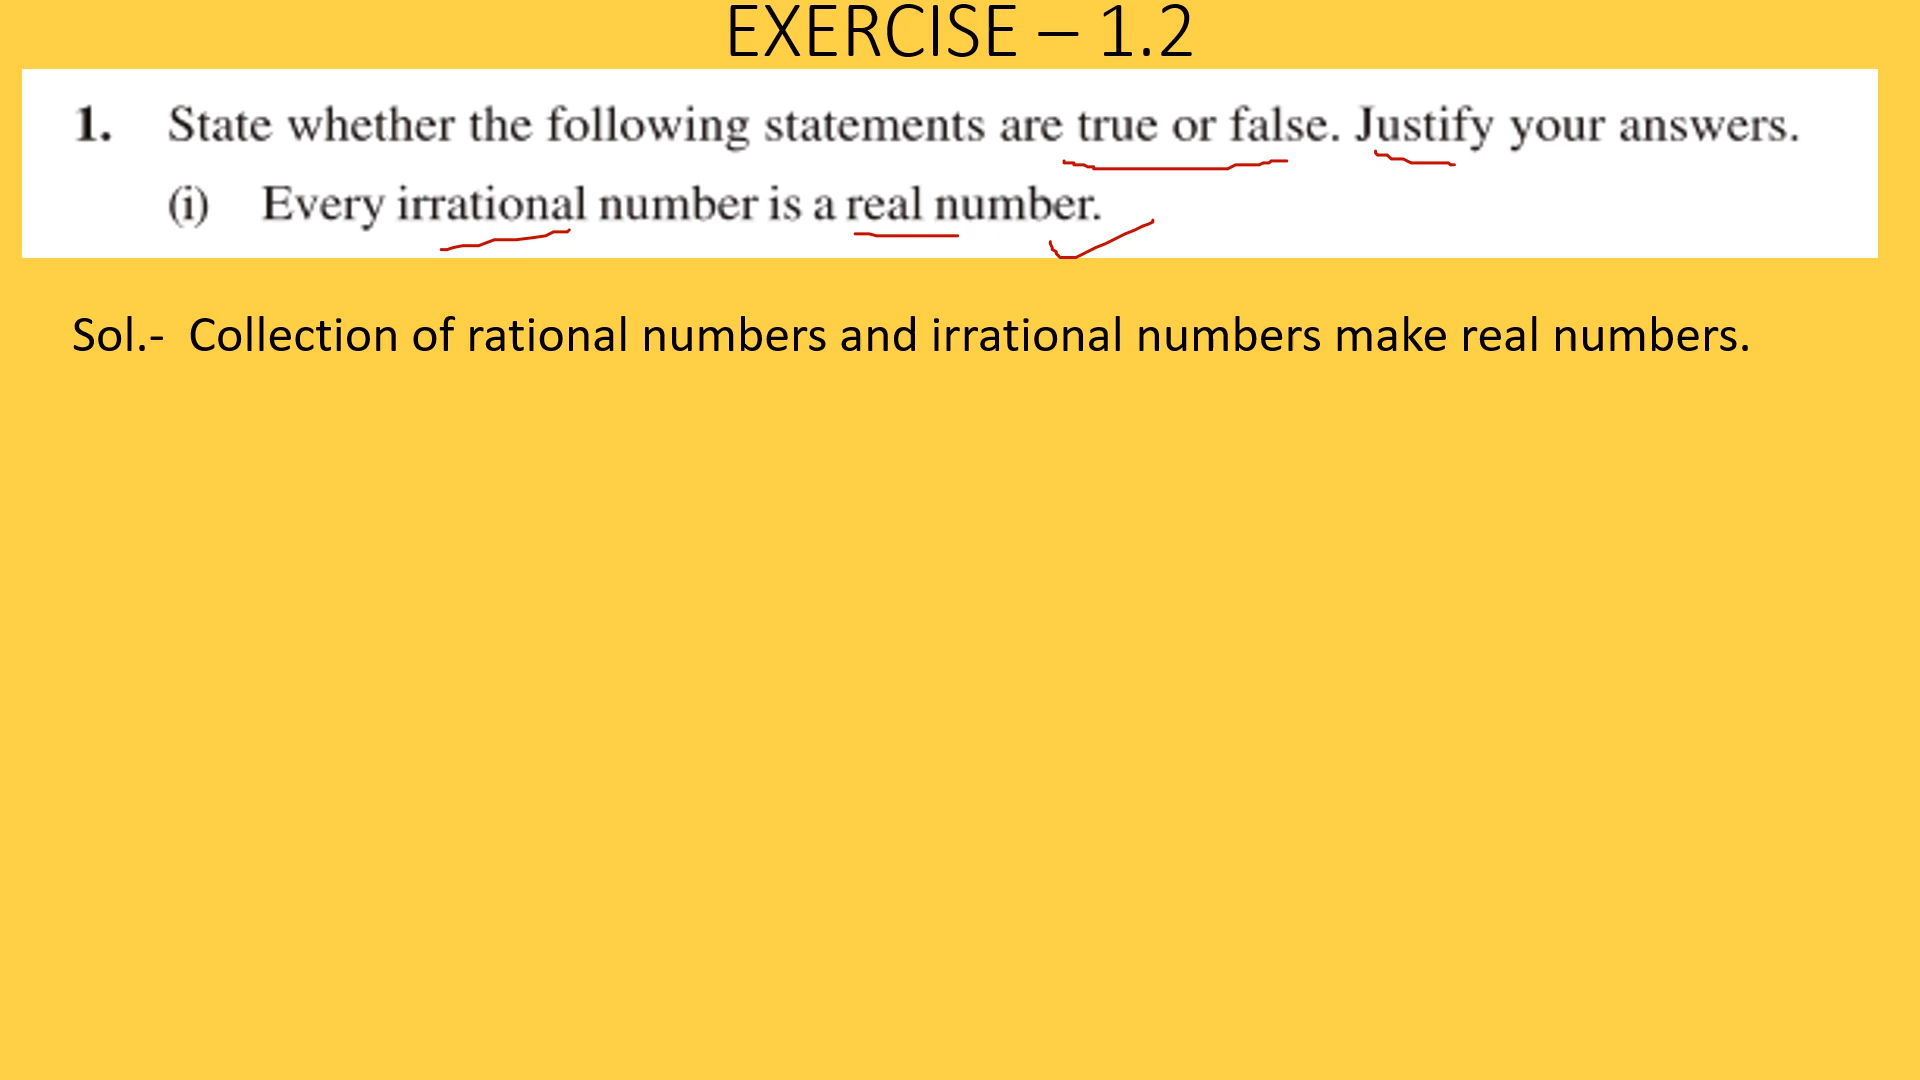 EXERCISE – 1.2
1. State whether the following statements are true or false. Justify your answers.
(i) Every irrational number is a real number.
Sol.- Collection of rational numbers and irrational numbers make real numbers.